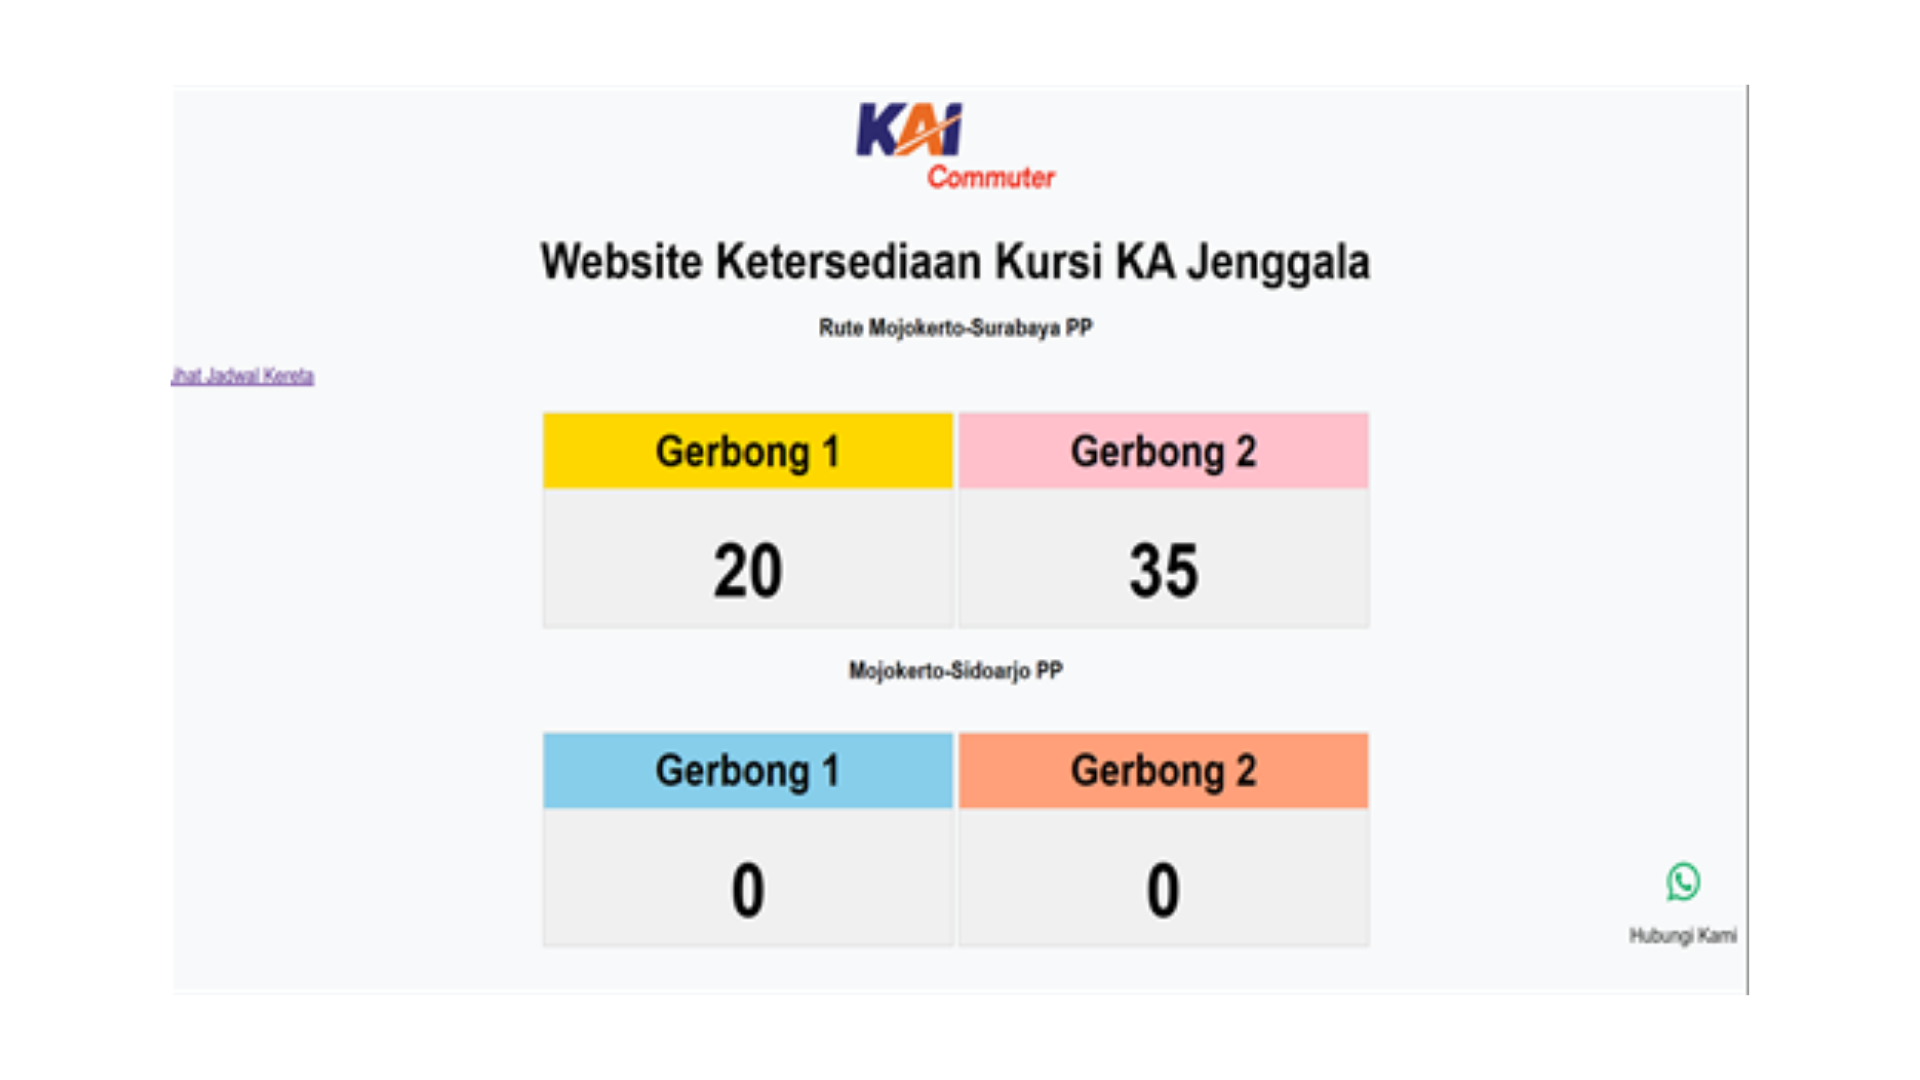 KAI
Commuter
Website Ketersediaan Kursi KA Jenggala
Rute Mojokerto-Surabaya PP
ihat Jadwal Kereta
Gerbong 1 Gerbong 2
20 35
Mojokerto-Sidoarjo PP
Gerbong 1 Gerbong 2
0 0
Hubungi Kami